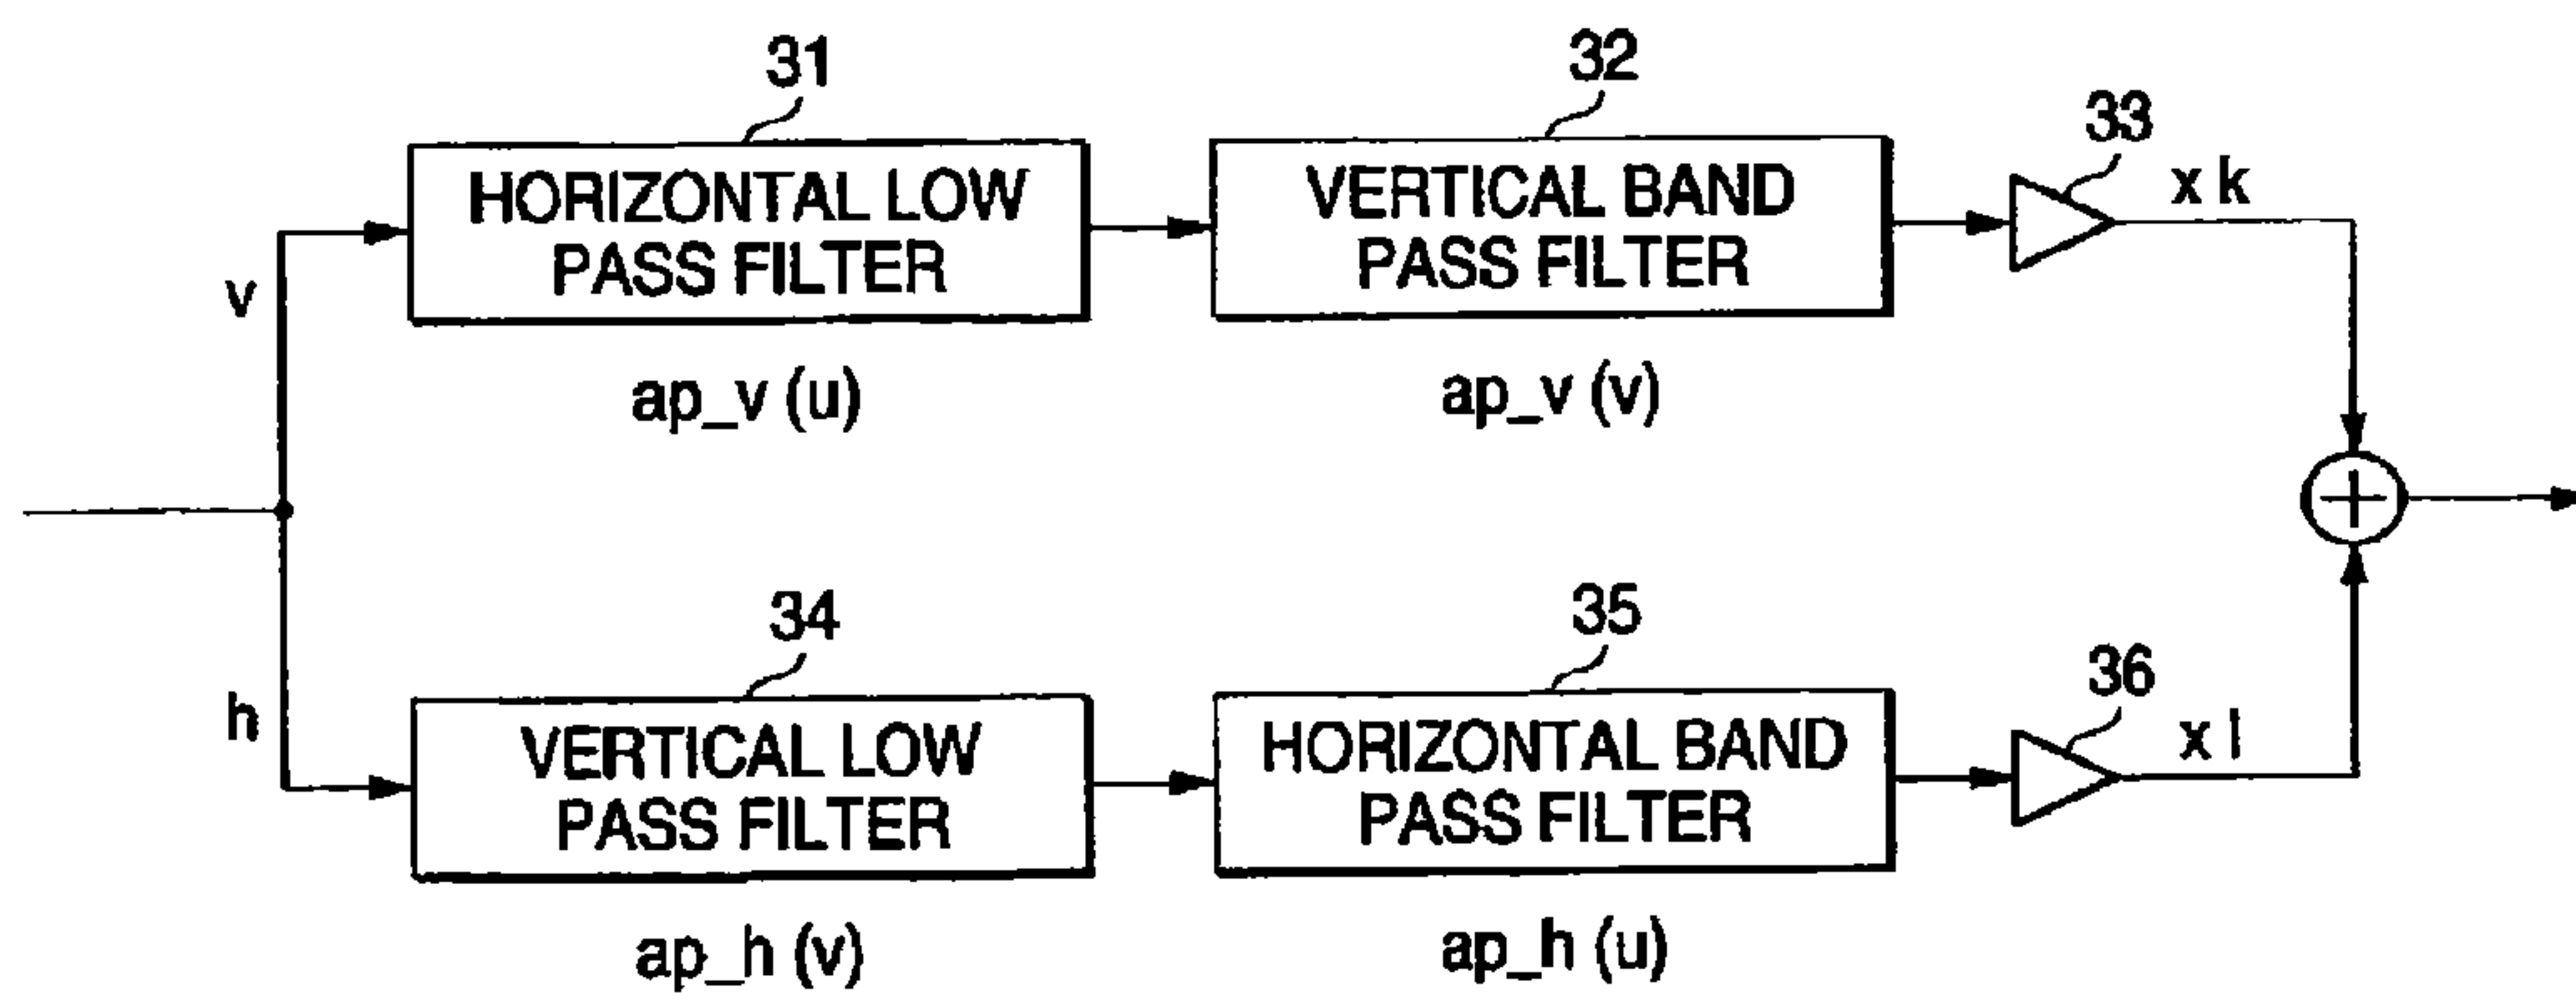 31
32
33
HORIZONTAL LOW
PASS FILTER
VERTICAL BAND
PASS FILTER
x k
v
ap_v (u)
ap_v (v)
+
34
35
36
h
VERTICAL LOW
PASS FILTER
HORIZONTAL BAND
PASS FILTER
x l
ap_h (v)
ap_h (u)